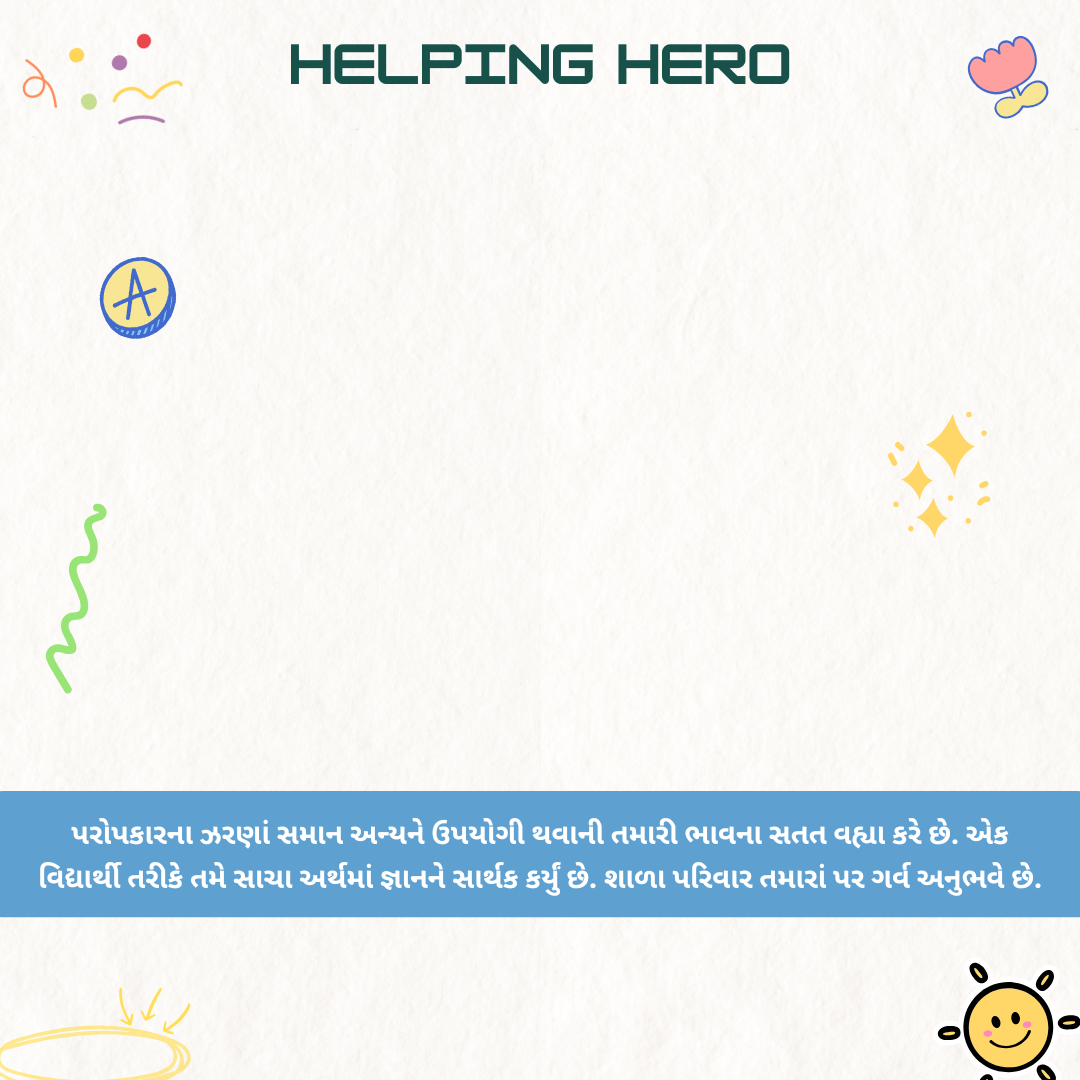 HELPING HERO
A
પરોપકારના ઝરણાં સમાન અન્યને ઉપયોગી થવાની તમારી ભાવના સતત વહ્યા કરે છે. એક
વિદ્યાર્થી તરીકે તમે સાચા અર્થમાં જ્ઞાનને સાર્થક કર્યું છે. શાળા પરિવાર તમારાં પર ગર્વ અનુભવે છે.